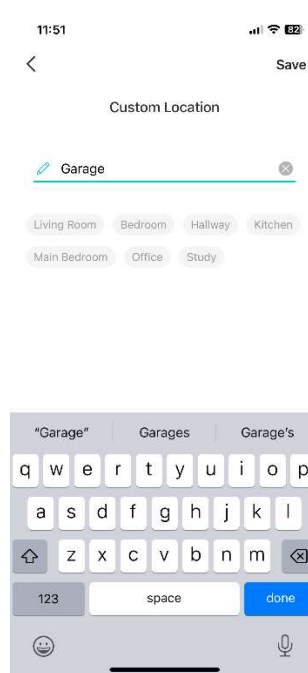 11:51 82
Save
Custom Location
Garage
Living Room Bedroom Hallway Kitchen
Main Bedroom Office Study
“Garage” Garages Garage's
q w e r t y u i o p
a s d f g h j k l
z x c v b n m
123 space done